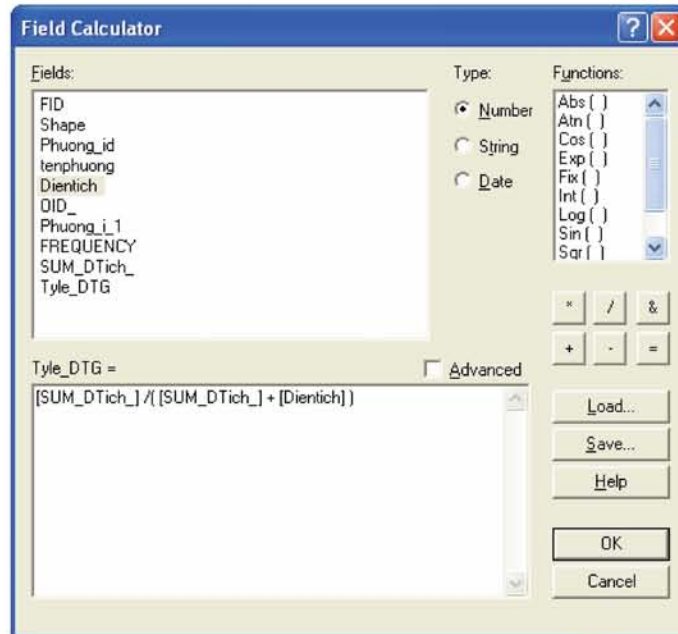 Field Calculator
Fields:
FID
Shape
Phuong_id
tenphuong
Dientich
OID_
Phuong_i_1
FREQUENCY
SUM_DTich_
Tyle_DTG
Type:
Number
String
Date
Functions:
Abs ( )
Atn ( )
Cos ( )
Exp ( )
Fix ( )
Int ( )
Log ( )
Sin ( )
Sqr ( )
* / &
+ - =
Tyle_DTG =
Advanced
[SUM_DTich_] /( [SUM_DTich_] + [Dientich] )
Load...
Save...
Help
OK
Cancel